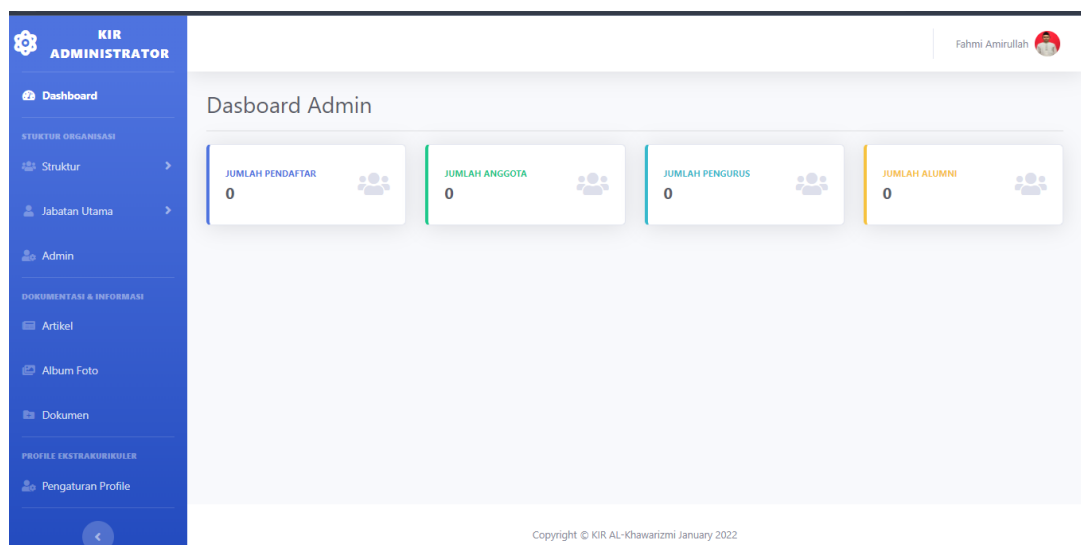 KIR
ADMINISTRATOR
Fahmi Amirullah
Dashboard
STUKTUR ORGANISASI
Struktur
Jabatan Utama
Admin
DOKUMENTASI & INFORMASI
Artikel
Album Foto
Dokumen
PROFILE EKSTRAKURIKULER
Pengaturan Profile
Dasboard Admin
JUMLAH PENDAFTAR
0
JUMLAH ANGGOTA
0
JUMLAH PENGURUS
0
JUMLAH ALUMNI
0
Copyright © KIR AL-Khawarizmi January 2022